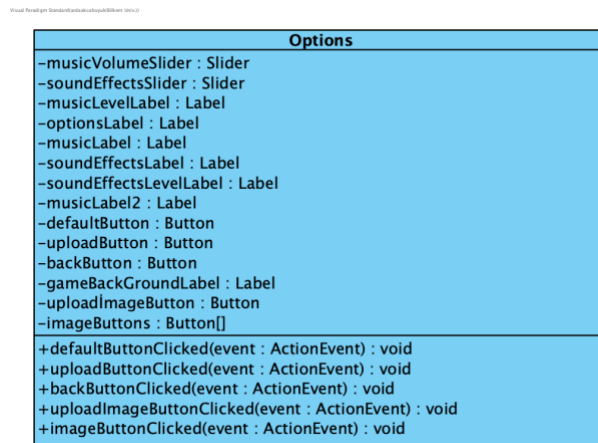 Options
-musicVolumeSlider : Slider
-soundEffectsSlider : Slider
-musicLevelLabel : Label
-optionsLabel : Label
-musicLabel : Label
-soundEffectsLabel : Label
-soundEffectsLevelLabel : Label
-musicLabel2 : Label
-defaultButton : Button
-uploadButton : Button
-backButton : Button
-gameBackGroundLabel : Label
-uploadİmageButton : Button
-imageButtons : Button[]
+defaultButtonClicked(event : ActionEvent) : void
+uploadButtonClicked(event : ActionEvent) : void
+backButtonClicked(event : ActionEvent) : void
+uploadImageButtonClicked(event : ActionEvent) : void
+imageButtonClicked(event : ActionEvent) : void